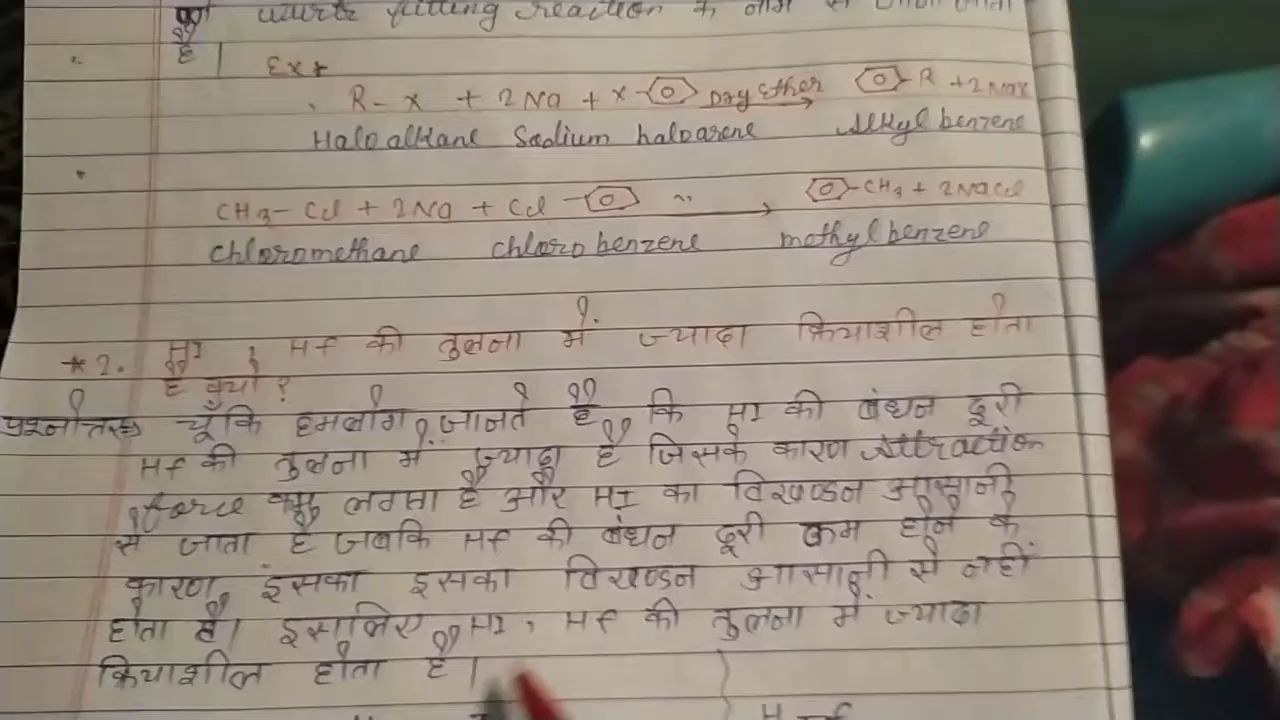 wurtz fitting reaction के नाम से जाना जाता
है।
Ex→
R-X + 2Na + X-⌬ Dry Ether → ⌬-R + 2Nax
Haloalkane Sodium haloarene Alkyl benzene
CH3-Cl + 2Na + Cl-⌬ " → ⌬-CH3 + 2NaCl
Chloromethane chlorobenzene methylbenzene
* 2. HI, HF की तुलना में ज्यादा क्रियाशील होता
है क्यों?
प्रश्नोत्तर चूँकि हमलोग जानते हैं कि HI की बंधन दूरी
HF की तुलना में ज्यादा है जिसके कारण Attraction
force कम लगता है और HI का विखण्डन आसानी
से जाता है जबकि HF की बंधन दूरी कम होने के
कारण इसका इसका विखण्डन आसानी से नहीं
होता है। इसलिए HI, HF की तुलना में ज्यादा
क्रियाशील होता है।